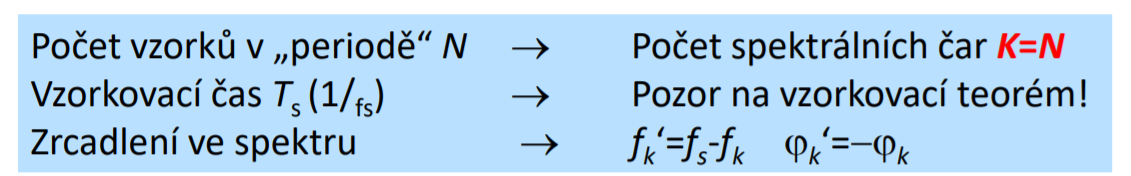 Počet vzorků v „periodě“ N → Počet spektrálních čar K=N
Vzorkovací čas Ts (1/fs) → Pozor na vzorkovací teorém!
Zrcadlení ve spektru → fk‘=fs-fk φk‘=−φk